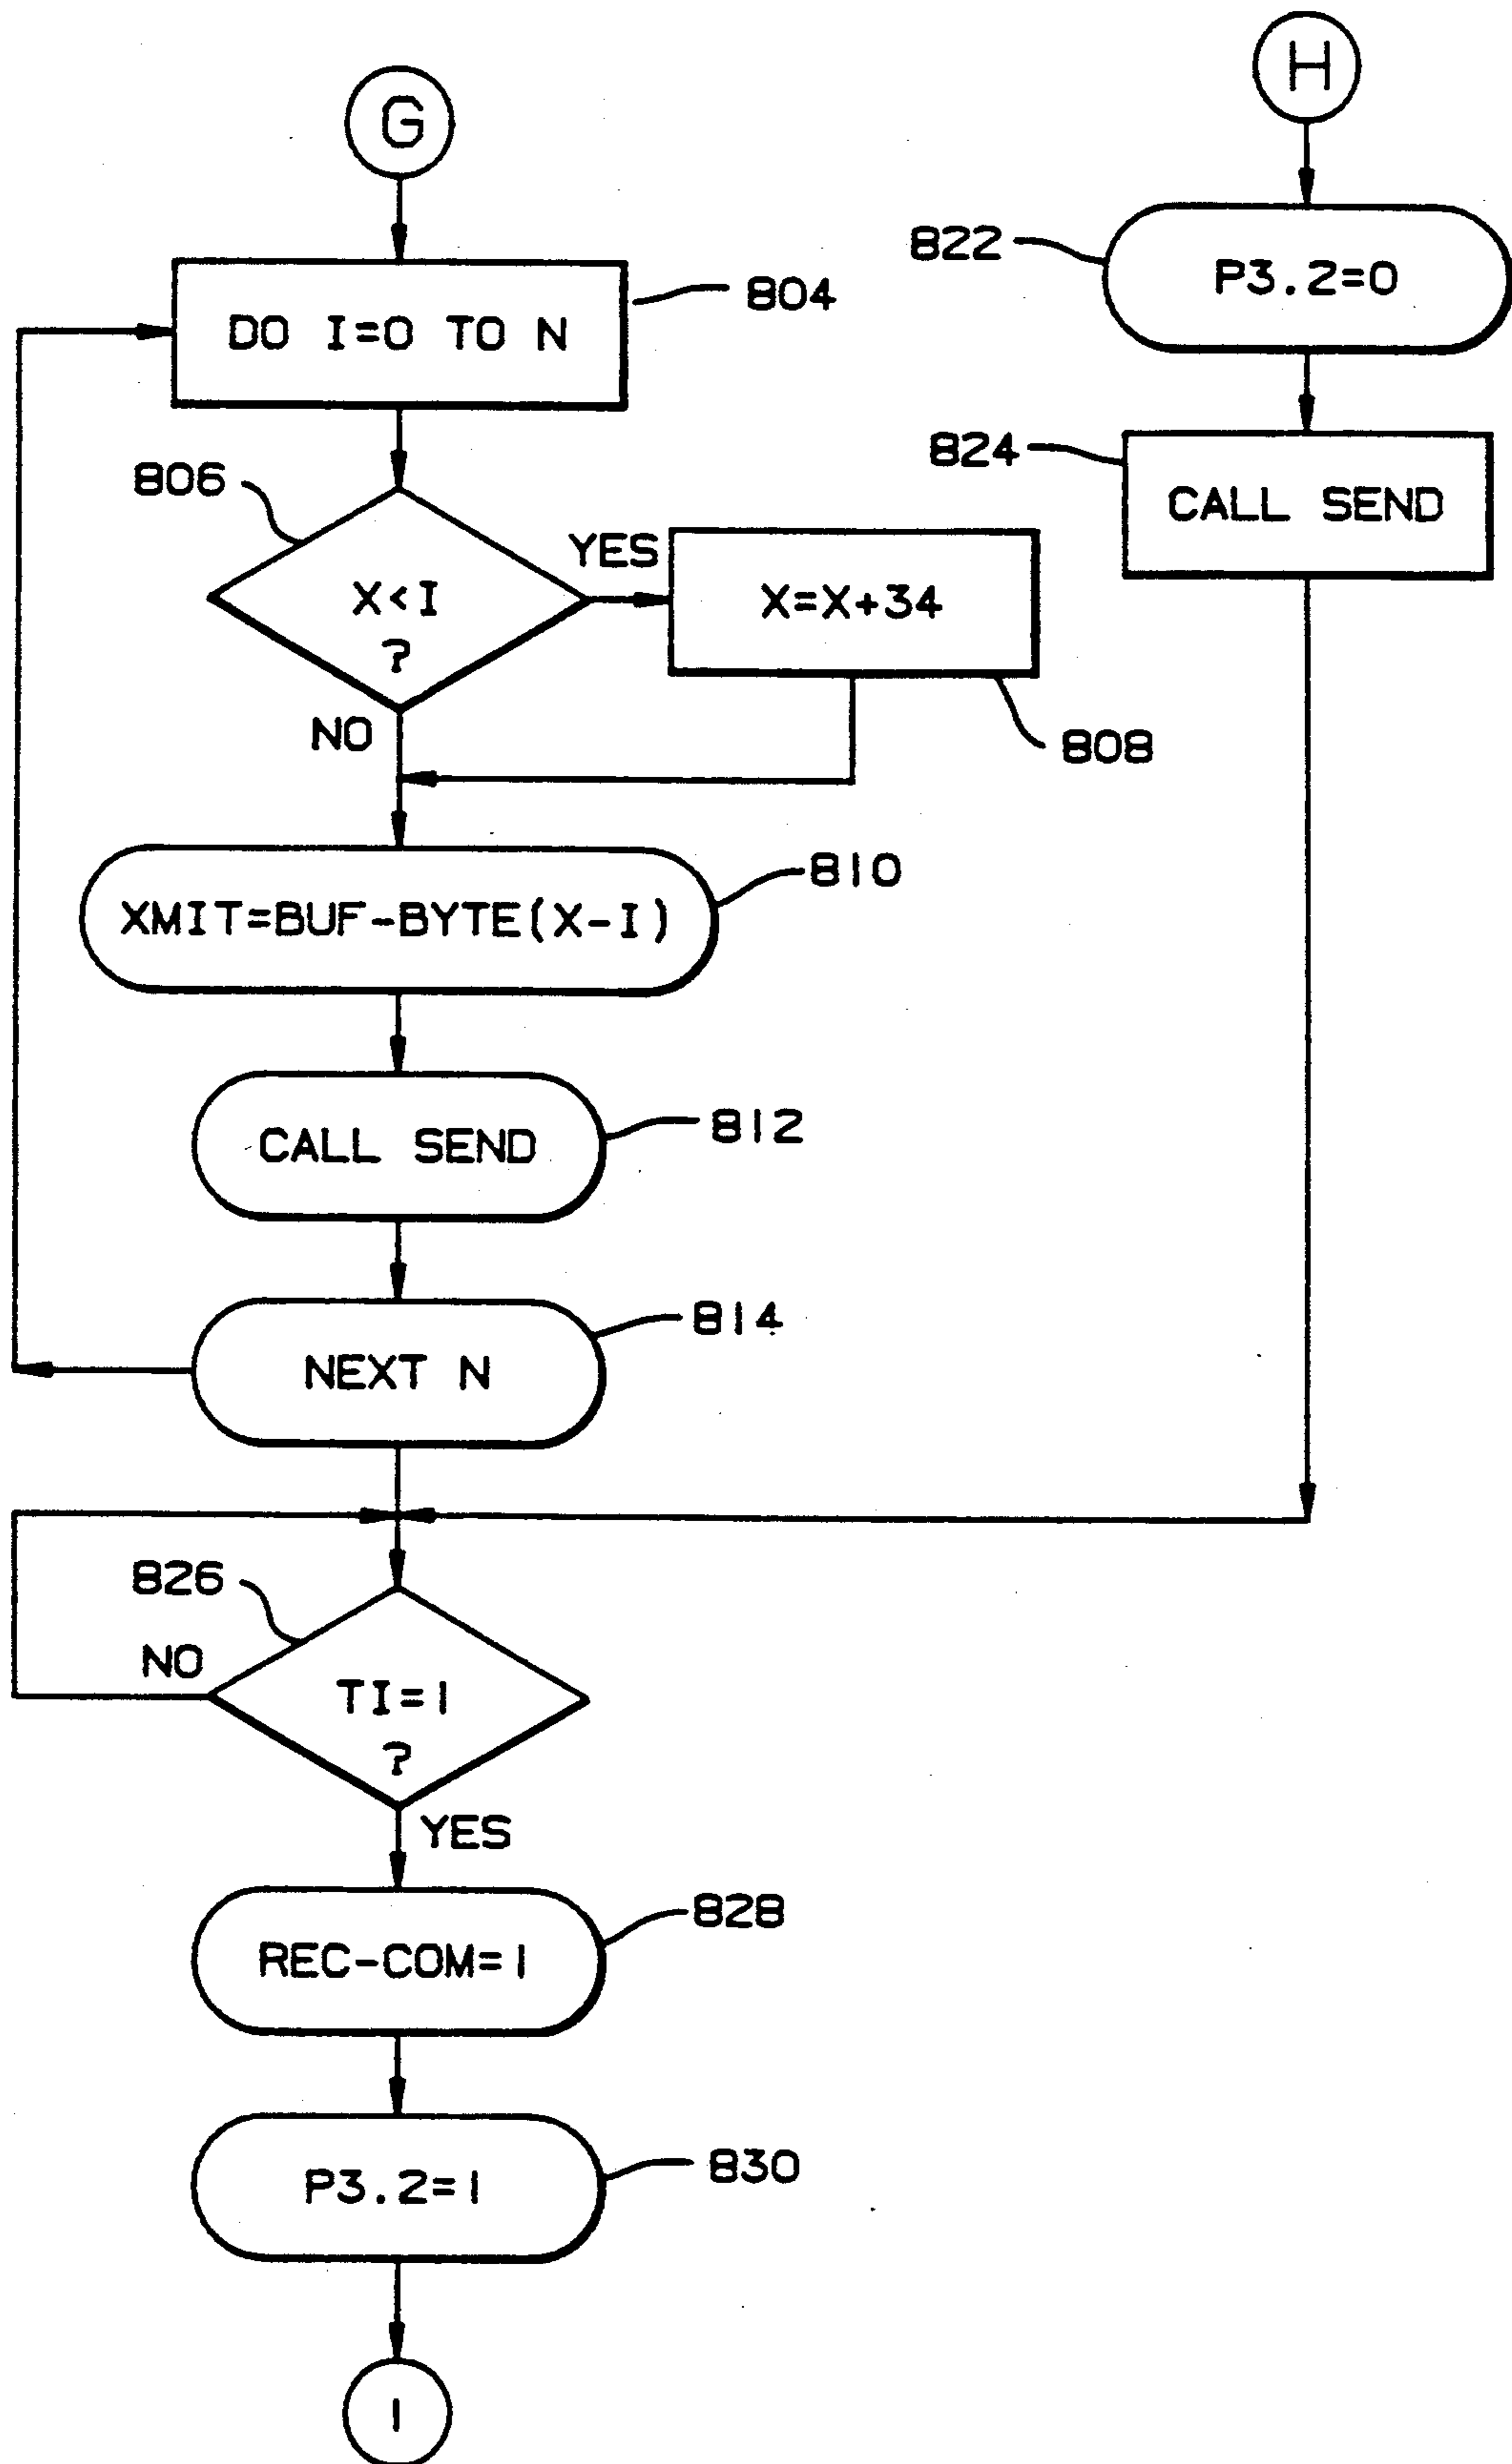 G
H
804
DO I=0 TO N
822
P3.2=0
824
CALL SEND
806
X<I
?
YES
X=X+34
NO
808
810
XMIT=BUF-BYTE(X-I)
812
CALL SEND
814
NEXT N
826
NO
TI=1
?
YES
828
REC-COM=1
830
P3.2=1
I